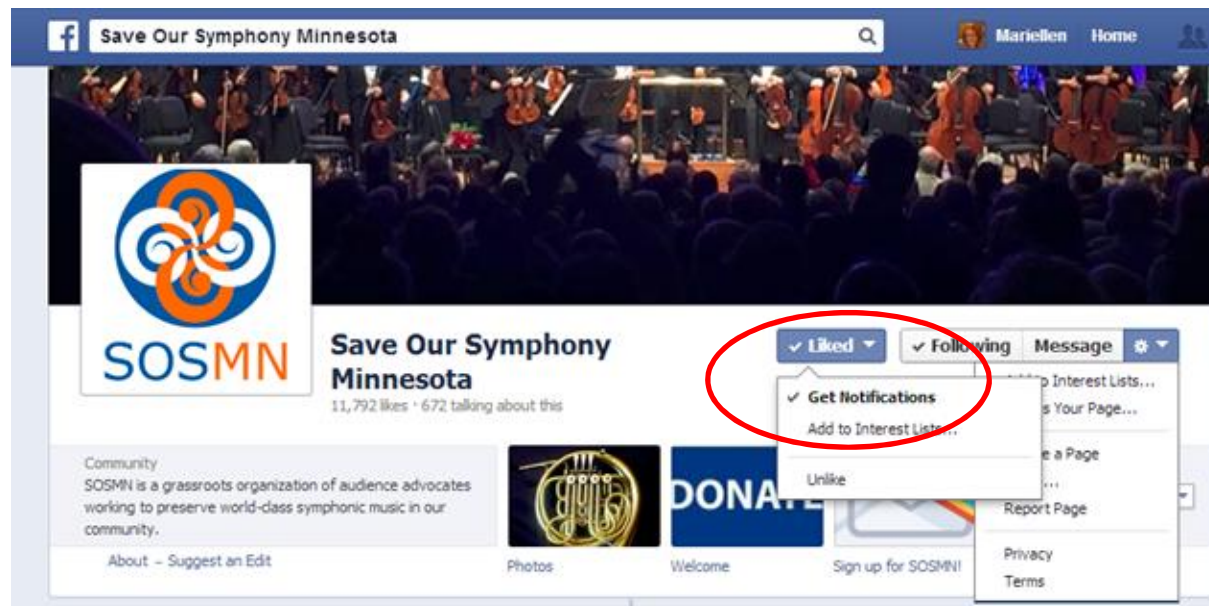 Save Our Symphony Minnesota
Mariellen Home
SOSMN
Save Our Symphony
Minnesota
11,792 likes · 672 talking about this
Liked
Following Message
Get Notifications
Add to Interest Lists...
Unlike
to Interest Lists...
Your Page...
a Page
Report Page
Privacy
Terms
Community
SOSMN is a grassroots organization of audience advocates
working to preserve world-class symphonic music in our
community.
About – Suggest an Edit
Photos
DONATE
Welcome
Sign up for SOSMN!